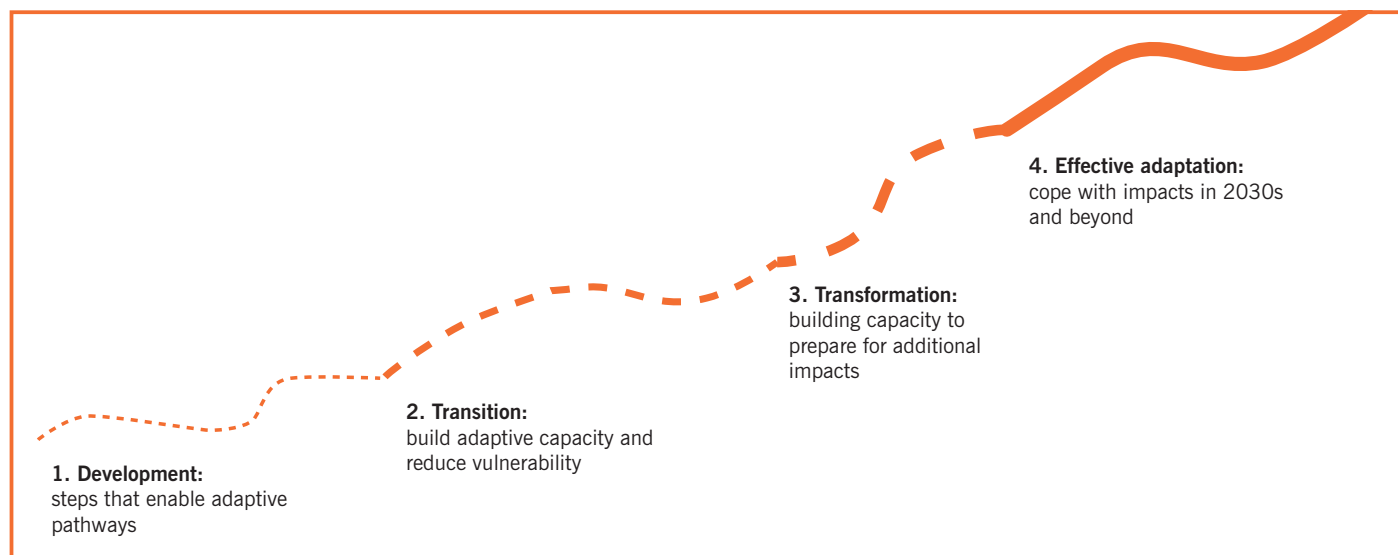 1. Development:
steps that enable adaptive
pathways
2. Transition:
build adaptive capacity and
reduce vulnerability
3. Transformation:
building capacity to
prepare for additional
impacts
4. Effective adaptation:
cope with impacts in 2030s
and beyond